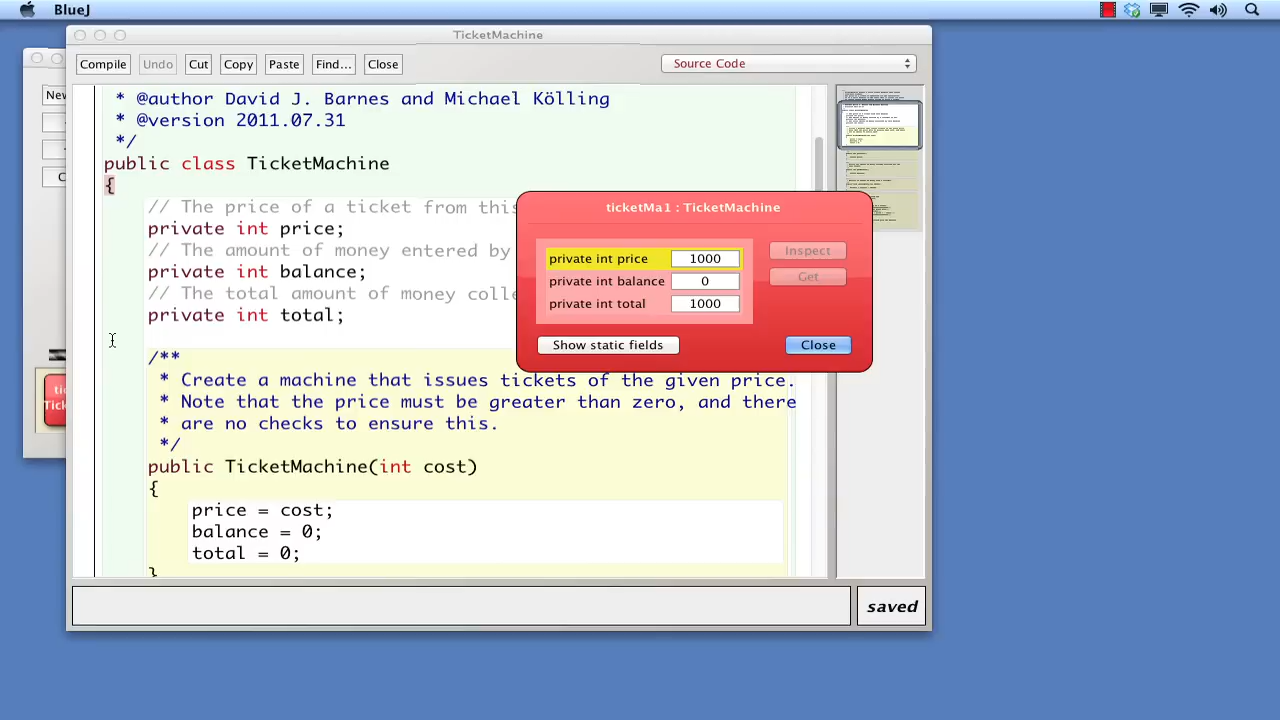 BlueJ
TicketMachine
Compile Undo Cut Copy Paste Find... Close Source Code
New
* @author David J. Barnes and Michael Kölling
* @version 2011.07.31
*/
public class TicketMachine
{
// The price of a ticket from this
private int price;
// The amount of money entered by
private int balance;
// The total amount of money
private int total;
/**
* Create a machine that issues tickets of the given price.
* Note that the price must be greater than zero, and there
* are no checks to ensure this.
*/
public TicketMachine(int cost)
{
price = cost;
balance = 0;
total = 0;
}
ticketMa1 : TicketMachine
private int price 1000
private int balance 0
private int total 1000
Inspect
Get
Show static fields
Close
saved